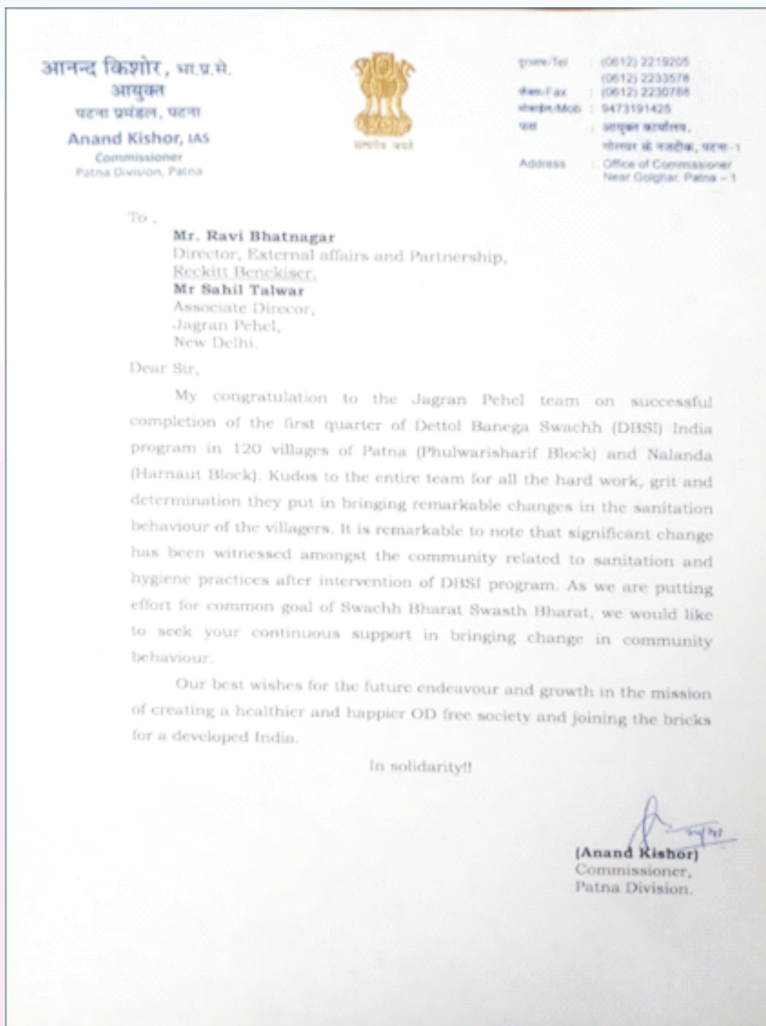 आनन्द किशोर, भा.प्र.से.
आयुक्त
पटना प्रमंडल, पटना
Anand Kishor, IAS
Commissioner
Patna Division, Patna
सत्यमेव जयते
दूरभाष/Tel : (0612) 2219205
(0612) 2233578
फैक्स/Fax : (0612) 2230788
मोबाईल/Mob : 9473191425
पता : आयुक्त कार्यालय,
गोलघर के नजदीक, पटना-1
Address : Office of Commissioner
Near Golghar, Patna – 1
To ,
Mr. Ravi Bhatnagar
Director, External affairs and Partnership,
Reckitt Benckiser.
Mr Sahil Talwar
Associate Direcor,
Jagran Pehel,
New Delhi.
Dear Sir,
My congratulation to the Jagran Pehel team on successful
completion of the first quarter of Dettol Banega Swachh (DBSI) India
program in 120 villages of Patna (Phulwarisharif Block) and Nalanda
(Harnaut Block). Kudos to the entire team for all the hard work, grit and
determination they put in bringing remarkable changes in the sanitation
behaviour of the villagers. It is remarkable to note that significant change
has been witnessed amongst the community related to sanitation and
hygiene practices after intervention of DBSI program. As we are putting
effort for common goal of Swachh Bharat Swasth Bharat, we would like
to seek your continuous support in bringing change in community
behaviour.
Our best wishes for the future endeavour and growth in the mission
of creating a healthier and happier OD free society and joining the bricks
for a developed India.
In solidarity!!
(Anand Kishor)
Commissioner,
Patna Division.